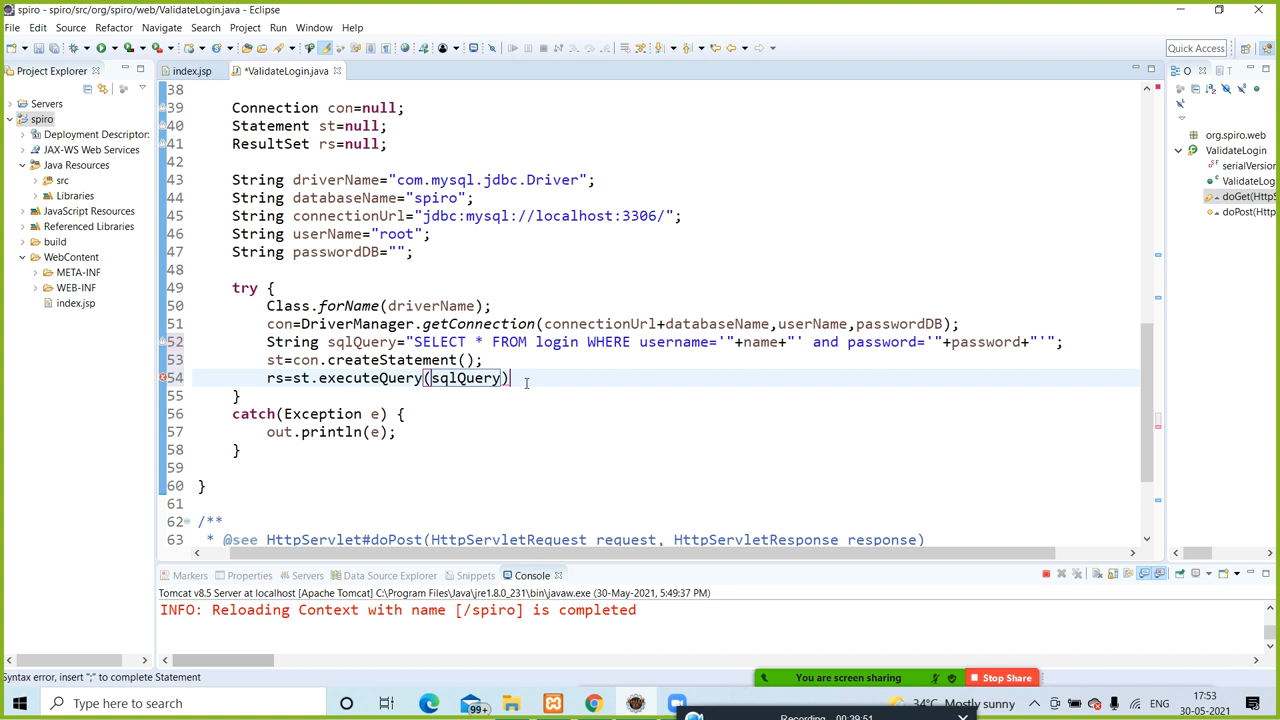 spiro - spiro/src/org/spiro/web/ValidateLogin.java - Eclipse
File Edit Source Refactor Navigate Search Project Run Window Help
Quick Access
Project Explorer
index.jsp
*ValidateLogin.java
O
T
Servers
spiro
Deployment Descriptor:
JAX-WS Web Services
Java Resources
src
Libraries
JavaScript Resources
Referenced Libraries
build
WebContent
META-INF
WEB-INF
index.jsp
38
39 Connection con=null;
40 Statement st=null;
41 ResultSet rs=null;
42
43 String driverName="com.mysql.jdbc.Driver";
44 String databaseName="spiro";
45 String connectionUrl="jdbc:mysql://localhost:3306/";
46 String userName="root";
47 String passwordDB="";
48
49 try {
50 Class.forName(driverName);
51 con=DriverManager.getConnection(connectionUrl+databaseName,userName,passwordDB);
52 String sqlQuery="SELECT * FROM login WHERE username='"+name+"' and password='"+password+"'";
53 st=con.createStatement();
54 rs=st.executeQuery(sqlQuery)
55 }
56 catch(Exception e) {
57 out.println(e);
58 }
59
60 }
61
62 /**
63 * @see HttpServlet#doPost(HttpServletRequest request, HttpServletResponse response)
org.spiro.web
ValidateLogin
serialVersion
ValidateLog
doGet(HttpS
doPost(Http
Markers Properties Servers Data Source Explorer Snippets Console
Tomcat v8.5 Server at localhost [Apache Tomcat] C:\Program Files\Java\jre1.8.0_231\bin\javaw.exe (30-May-2021, 5:49:37 PM)
INFO: Reloading Context with name [/spiro] is completed
Syntax error, insert ";" to complete Statement
You are screen sharing
Stop Share
Type here to search
99+
34°C Mostly sunny
ENG
17:53
30-05-2021
Recording 00:39:51